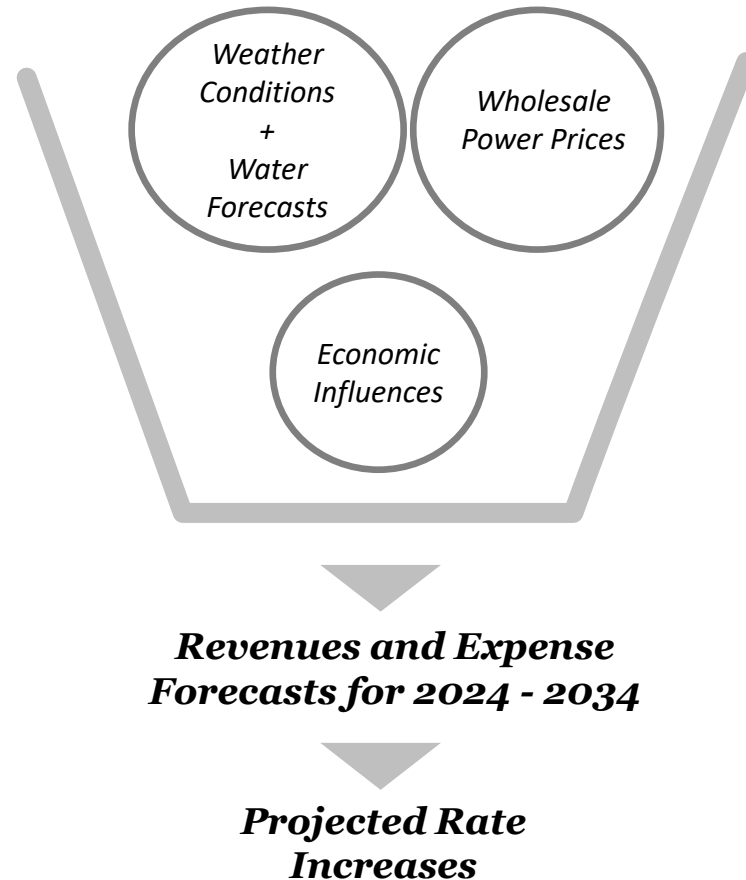 Weather
Conditions
+
Water
Forecasts
Wholesale
Power Prices
Economic
Influences
Revenues and Expense
Forecasts for 2024 - 2034
Projected Rate
Increases